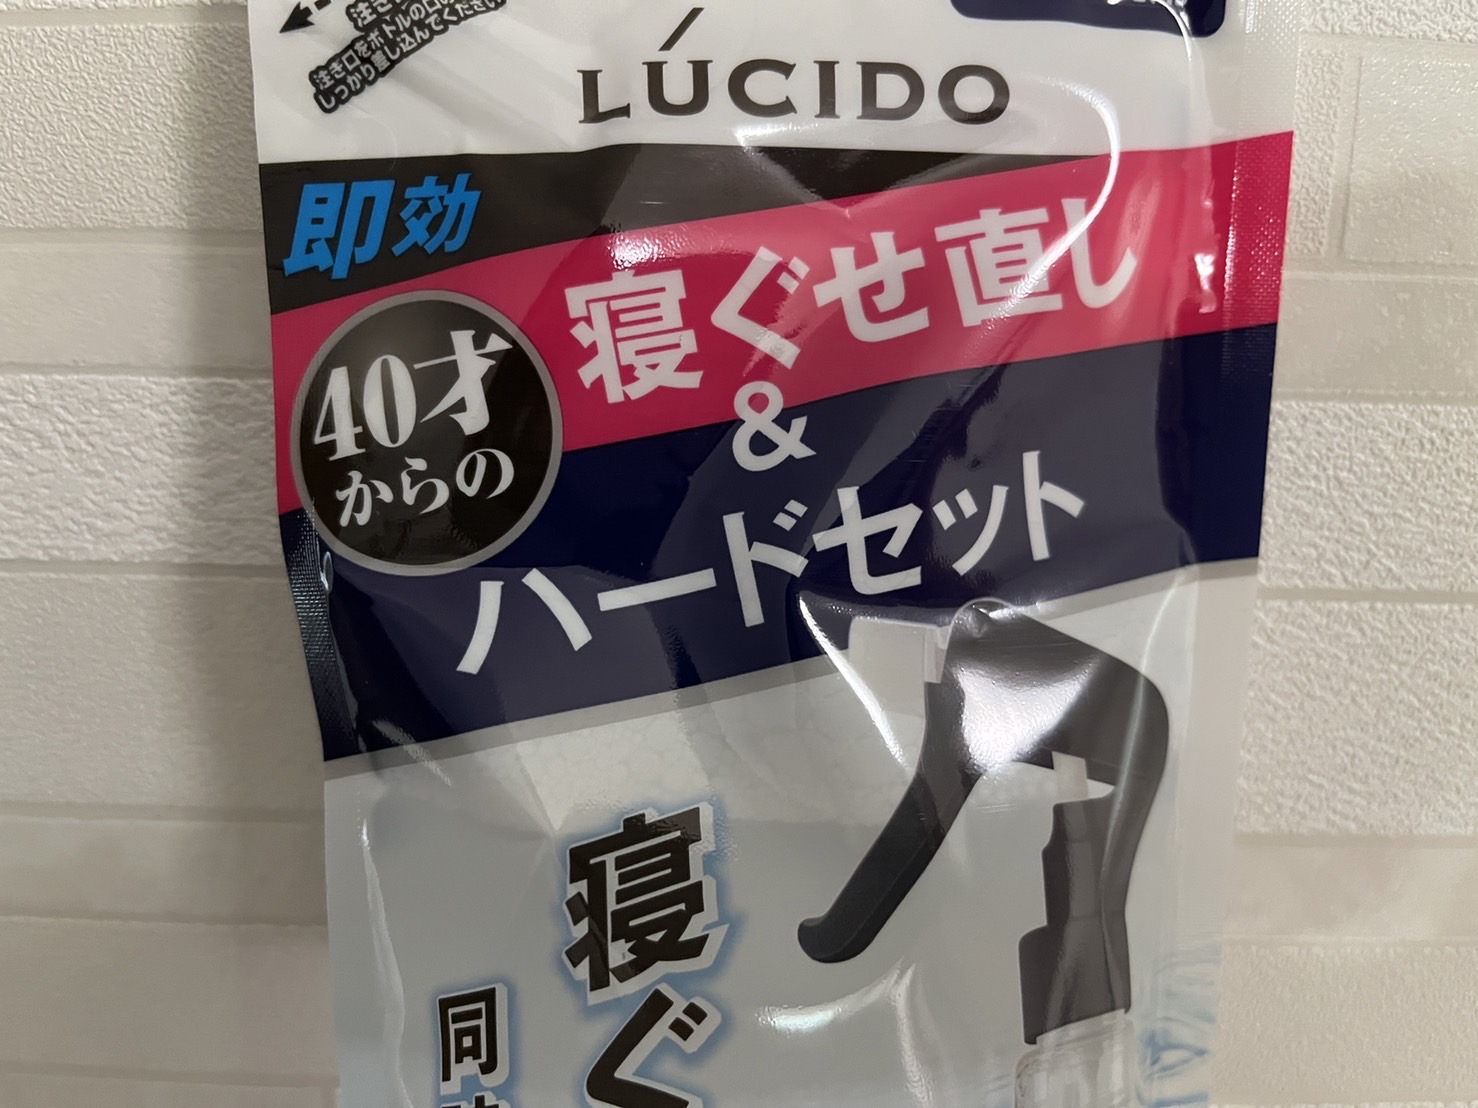 注ぎ口をボトルの口の
しっかり差し込んでください
LÚCIDO
即効
寝ぐせ直し
&
ハードセット
40才
からの
寝ぐ
同